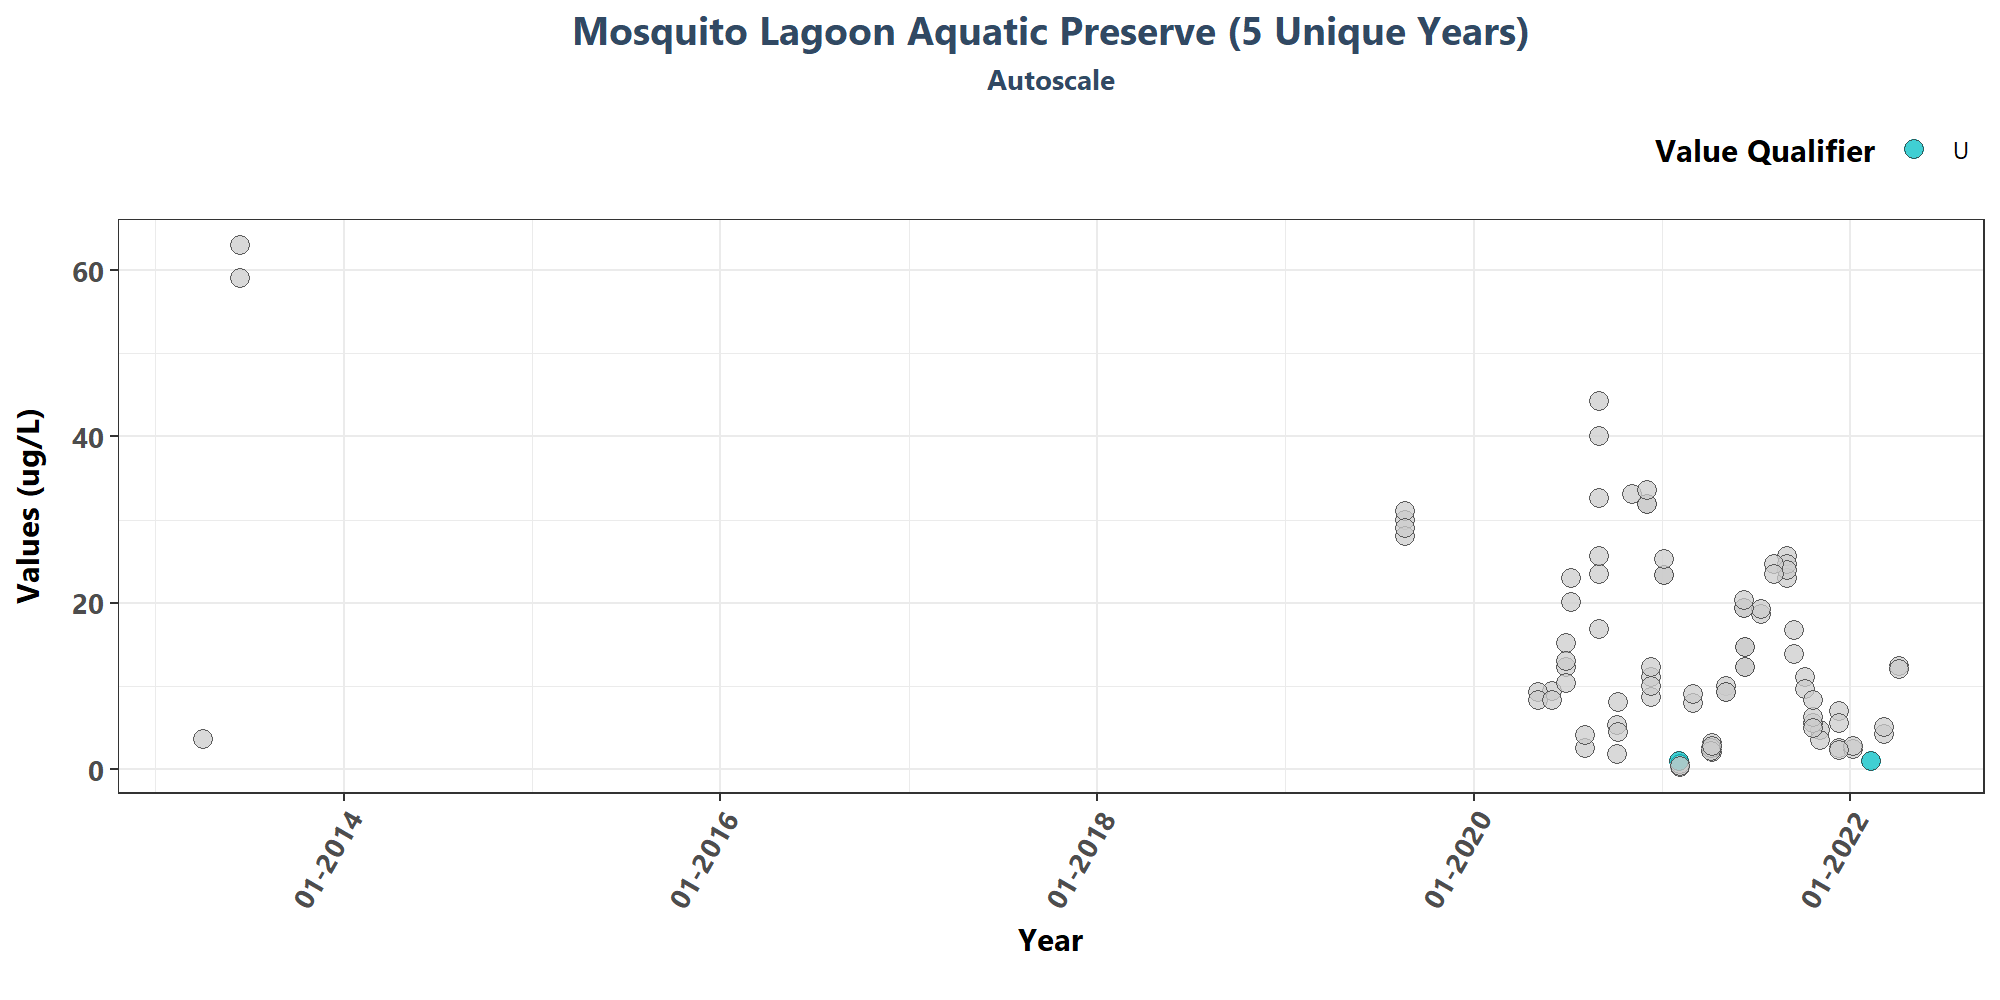 Mosquito Lagoon Aquatic Preserve (5 Unique Years)
Autoscale
Value Qualifier U
Values (ug/L)
60
40
20
0
01-2014 01-2016 01-2018 01-2020 01-2022
Year